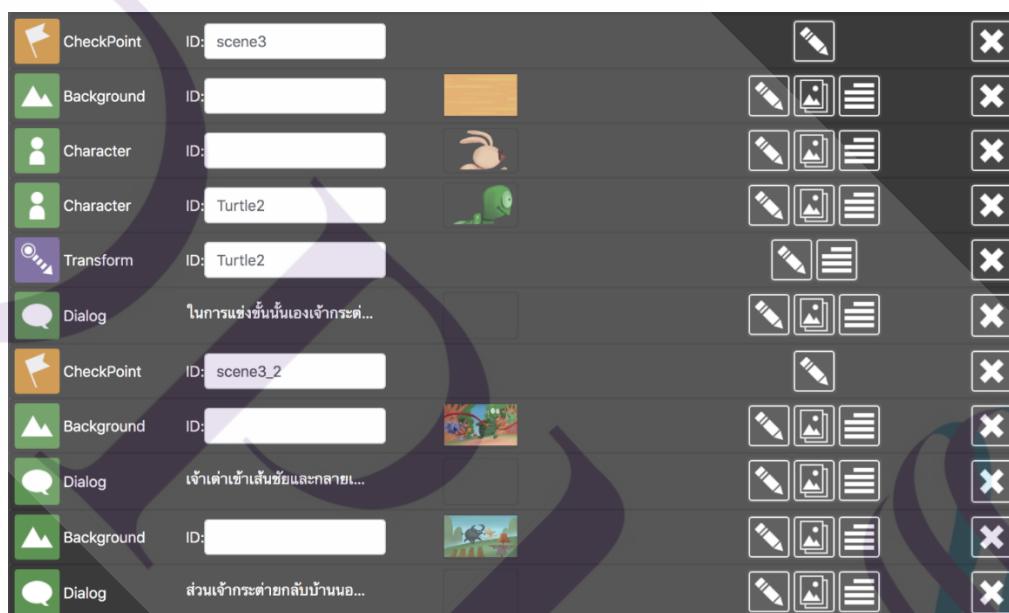 CheckPoint ID: scene3
Background ID:
Character ID:
Character ID: Turtle2
Transform ID: Turtle2
Dialog ในการแข่งขั้นนั้นเองเจ้ากระต่...
CheckPoint ID: scene3_2
Background ID:
Dialog เจ้าเต่าเข้าเส้นชัยและกลายเ...
Background ID:
Dialog ส่วนเจ้ากระต่ายกลับบ้านนอ...